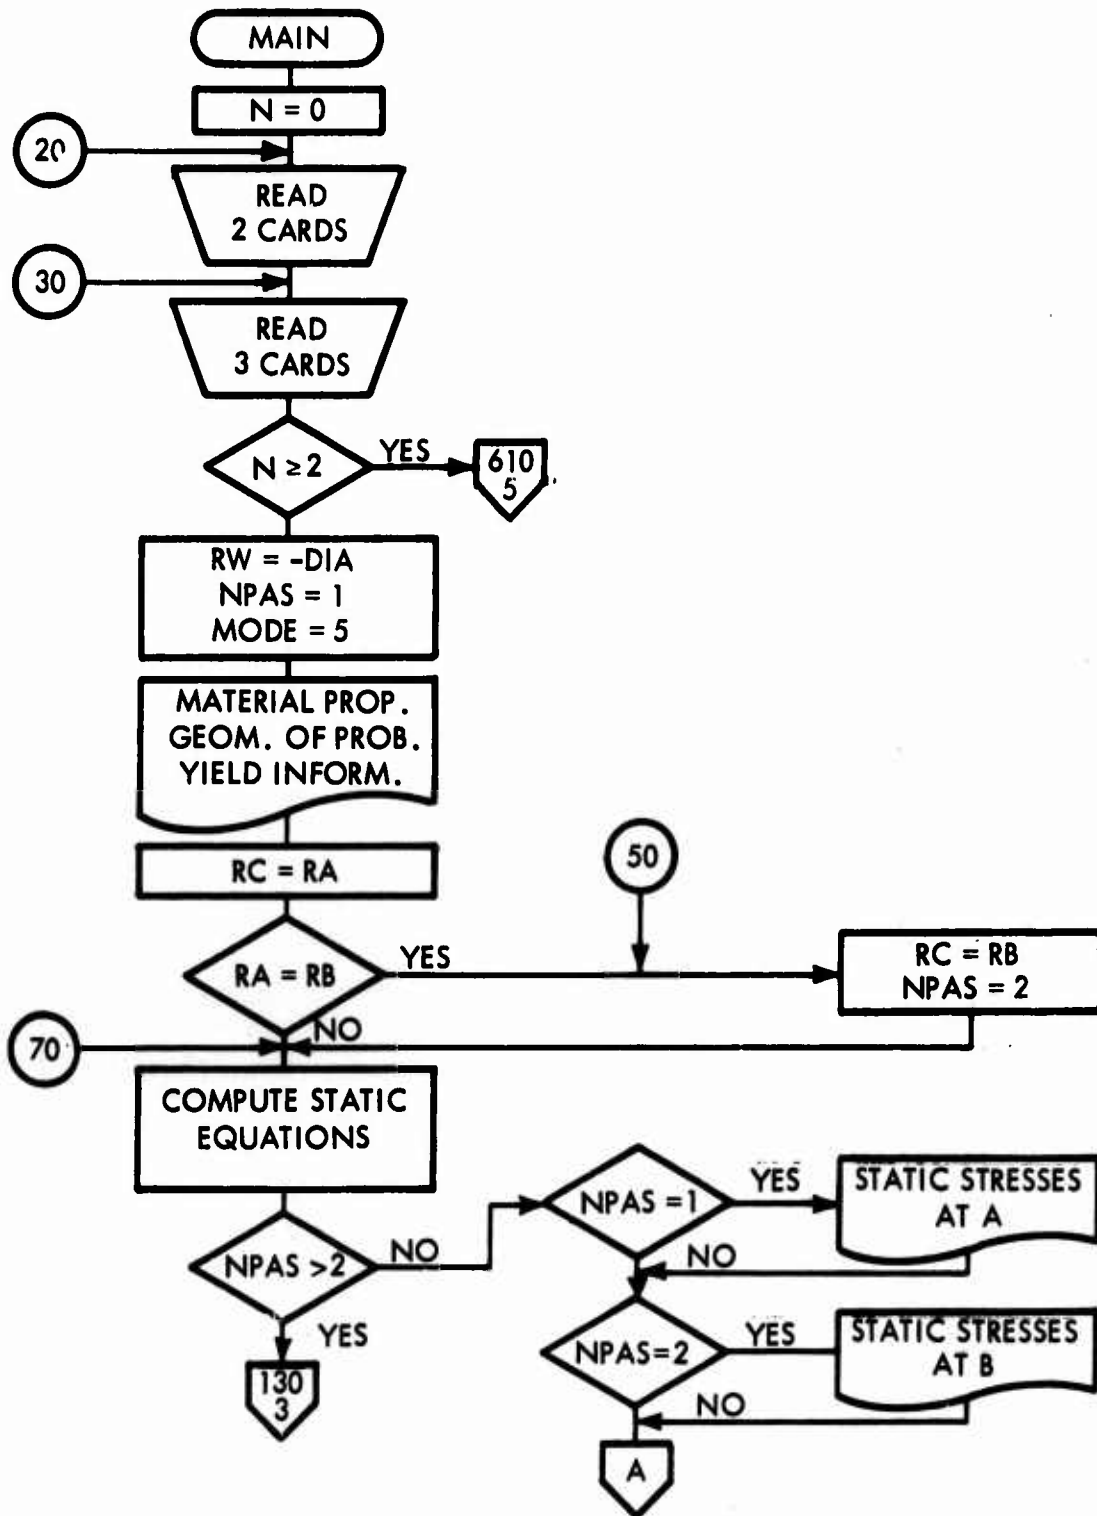 MAIN
N = 0
20
READ
2 CARDS
30
READ
3 CARDS
N ≥ 2
YES
610
5
RW = -DIA
NPAS = 1
MODE = 5
MATERIAL PROP.
GEOM. OF PROB.
YIELD INFORM.
RC = RA
50
RA = RB
YES
RC = RB
NPAS = 2
NO
70
COMPUTE STATIC
EQUATIONS
NPAS >2
NO
YES
130
3
NPAS =1
YES
STATIC STRESSES
AT A
NO
NPAS=2
YES
STATIC STRESSES
AT B
NO
A